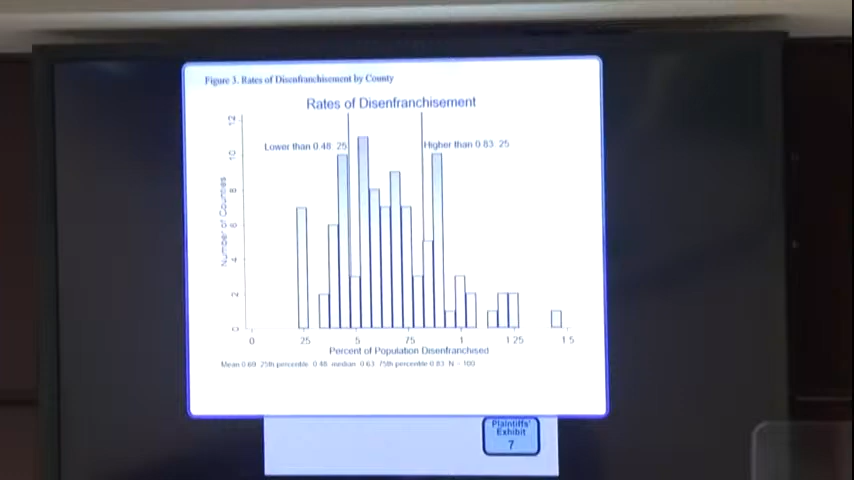 Figure 3. Rates of Disenfranchisement by County
Rates of Disenfranchisement
Lower than 0.48: 25
Higher than 0.83: 25
Number of Counties
12
10
8
6
4
2
0
0
.25
.5
.75
1
1.25
1.5
Percent of Population Disenfranchised
Mean 0.69 25th percentile 0.48 median 0.63 75th percentile 0.83 N = 100
Plaintiffs'
Exhibit
7